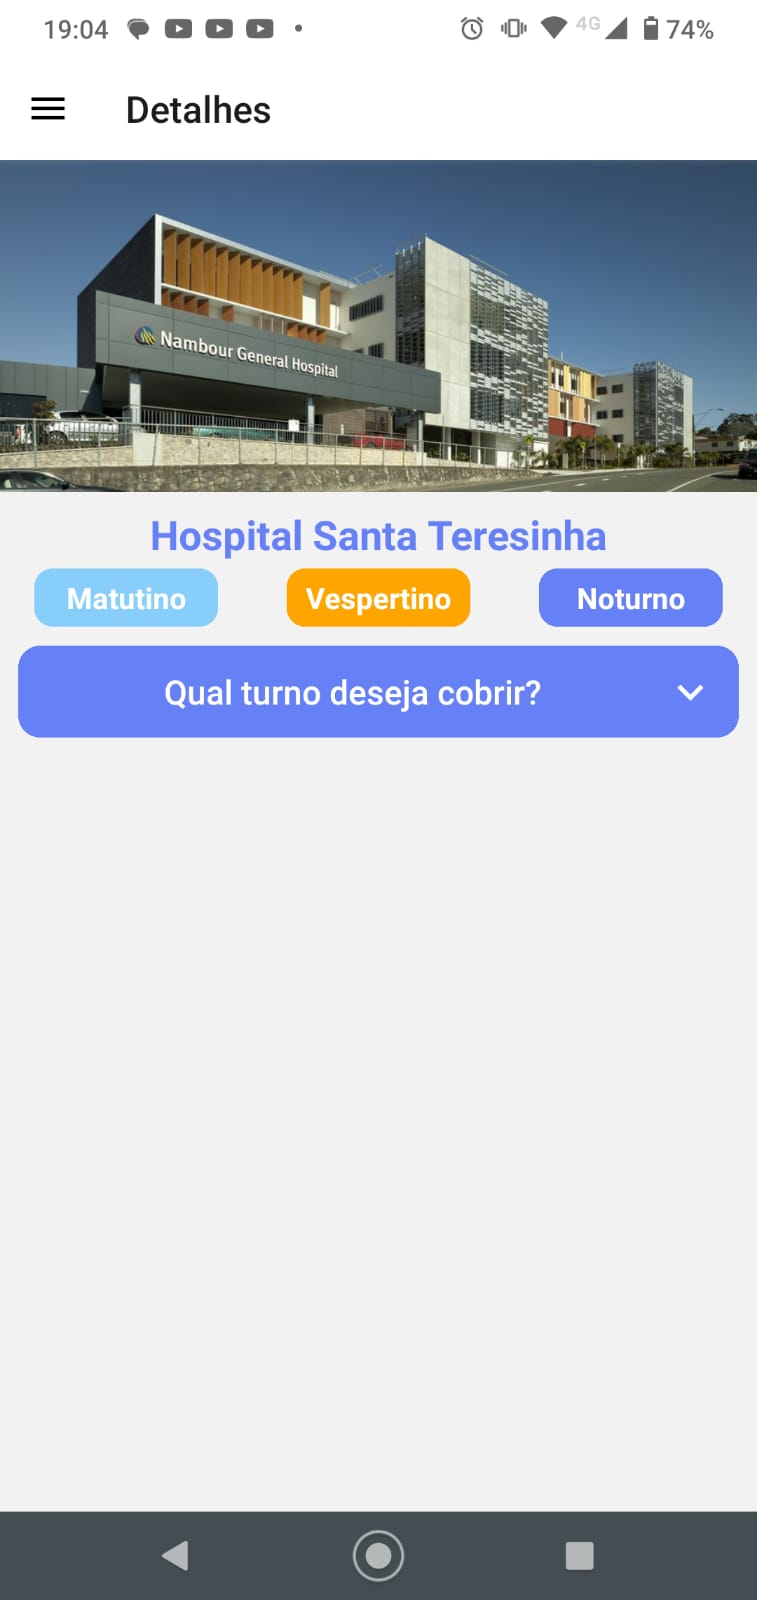 19:04
4G
74%
Detalhes
Nambour General Hospital
Hospital Santa Teresinha
Matutino Vespertino Noturno
Qual turno deseja cobrir?